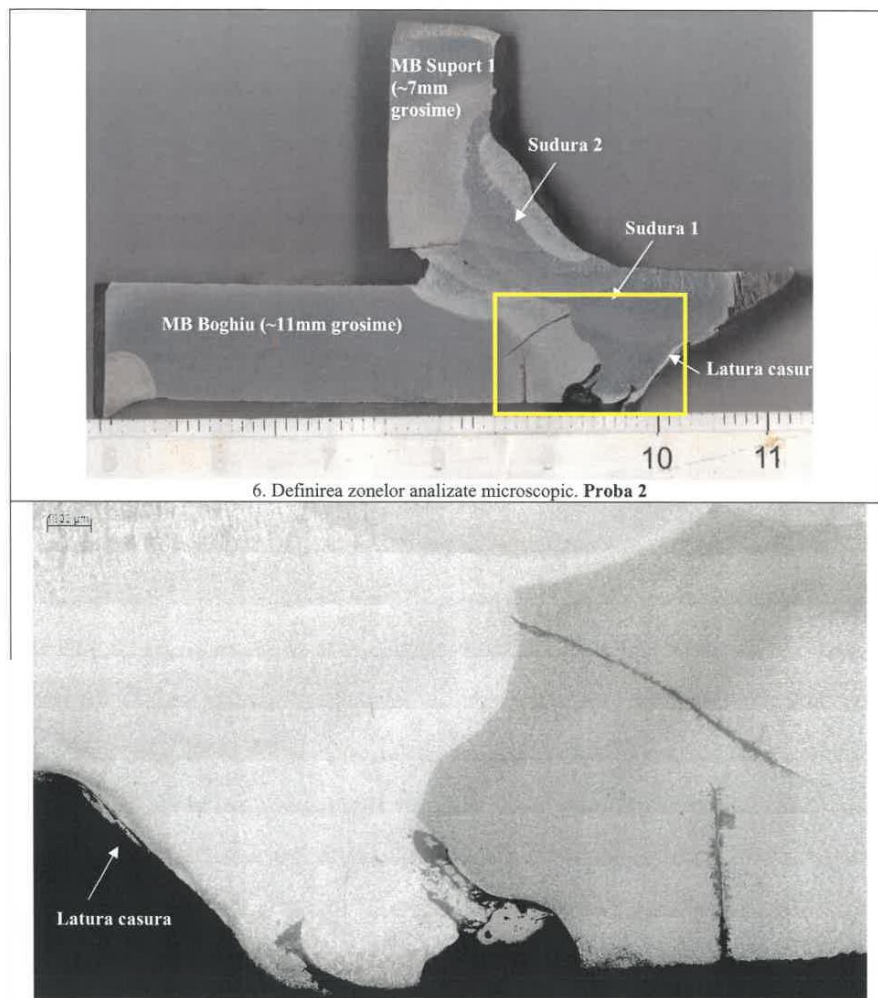 MB Suport 1
(~7mm
grosime)
Sudura 2
Sudura 1
MB Boghiu (~11mm grosime)
Latura casur
10
11
6. Definirea zonelor analizate microscopic. Proba 2
Latura casura